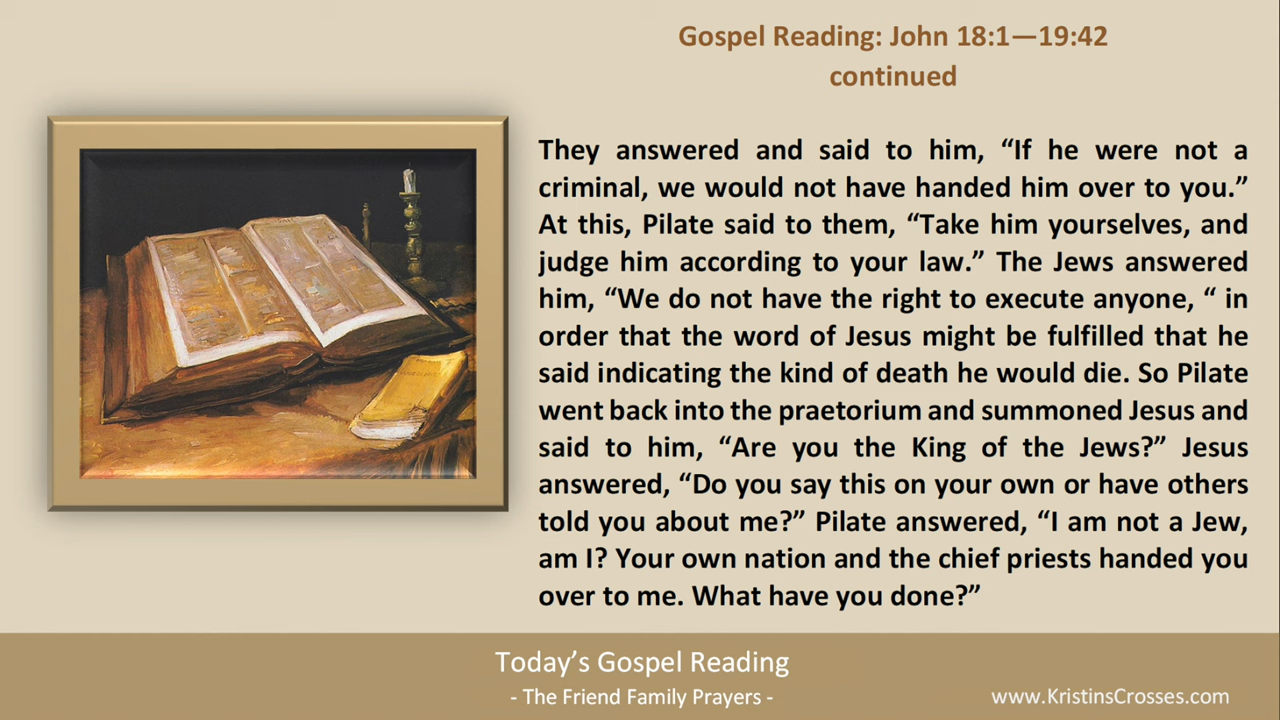 Gospel Reading: John 18:1—19:42
continued
They answered and said to him, “If he were not a
criminal, we would not have handed him over to you.”
At this, Pilate said to them, “Take him yourselves, and
judge him according to your law.” The Jews answered
him, “We do not have the right to execute anyone, “ in
order that the word of Jesus might be fulfilled that he
said indicating the kind of death he would die. So Pilate
went back into the praetorium and summoned Jesus and
said to him, “Are you the King of the Jews?” Jesus
answered, “Do you say this on your own or have others
told you about me?” Pilate answered, “I am not a Jew,
am I? Your own nation and the chief priests handed you
over to me. What have you done?”
Today’s Gospel Reading
- The Friend Family Prayers -
www.KristinsCrosses.com